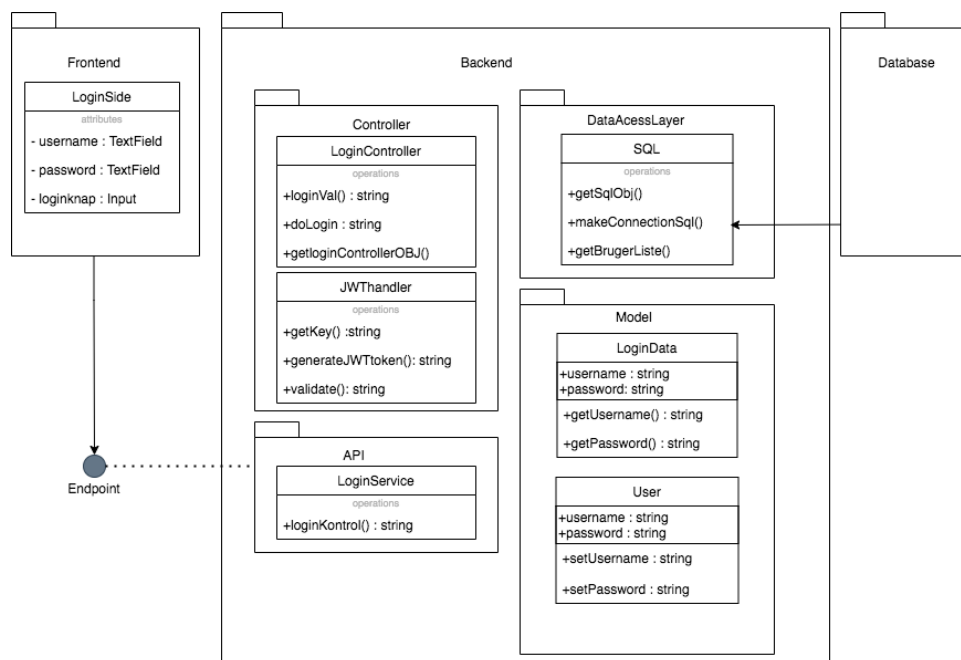 Frontend
LoginSide
attributes
- username : TextField
- password : TextField
- loginknap : Input
Endpoint
Backend
Controller
LoginController
operations
+loginVal() : string
+doLogin : string
+getloginControllerOBJ()
JWThandler
operations
+getKey() :string
+generateJWTtoken(): string
+validate(): string
API
LoginService
operations
+loginKontrol() : string
DataAcessLayer
SQL
operations
+getSqlObj()
+makeConnectionSql()
+getBrugerListe()
Model
LoginData
+username : string
+password: string
+getUsername() : string
+getPassword() : string
User
+username : string
+password : string
+setUsername : string
+setPassword : string
Database